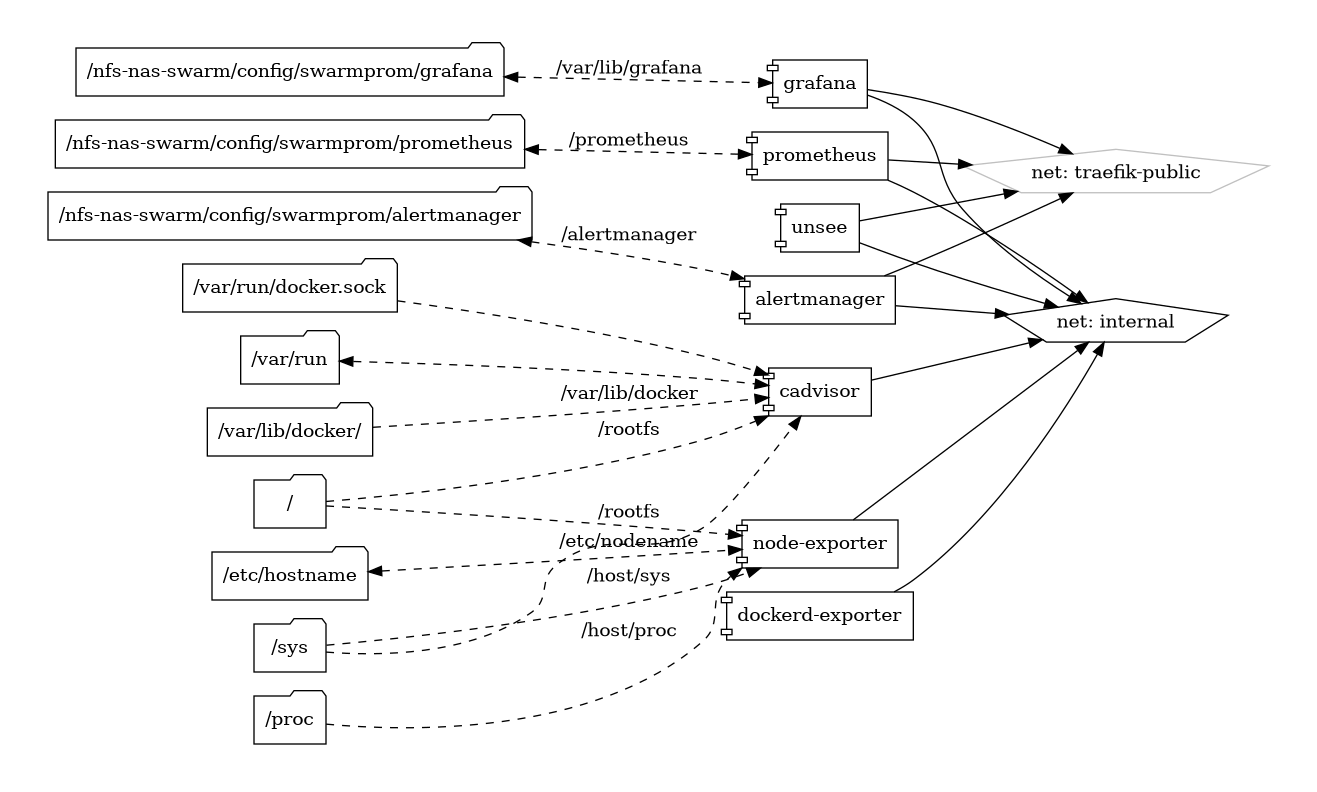 /nfs-nas-swarm/config/swarmprom/grafana
/var/lib/grafana
grafana
/nfs-nas-swarm/config/swarmprom/prometheus
/prometheus
prometheus
net: traefik-public
/nfs-nas-swarm/config/swarmprom/alertmanager
/alertmanager
unsee
/var/run/docker.sock
alertmanager
net: internal
/var/run
/var/lib/docker
cadvisor
/var/lib/docker/
/rootfs
/
/rootfs
/etc/nodename
node-exporter
/etc/hostname
/host/sys
dockerd-exporter
/sys
/host/proc
/proc